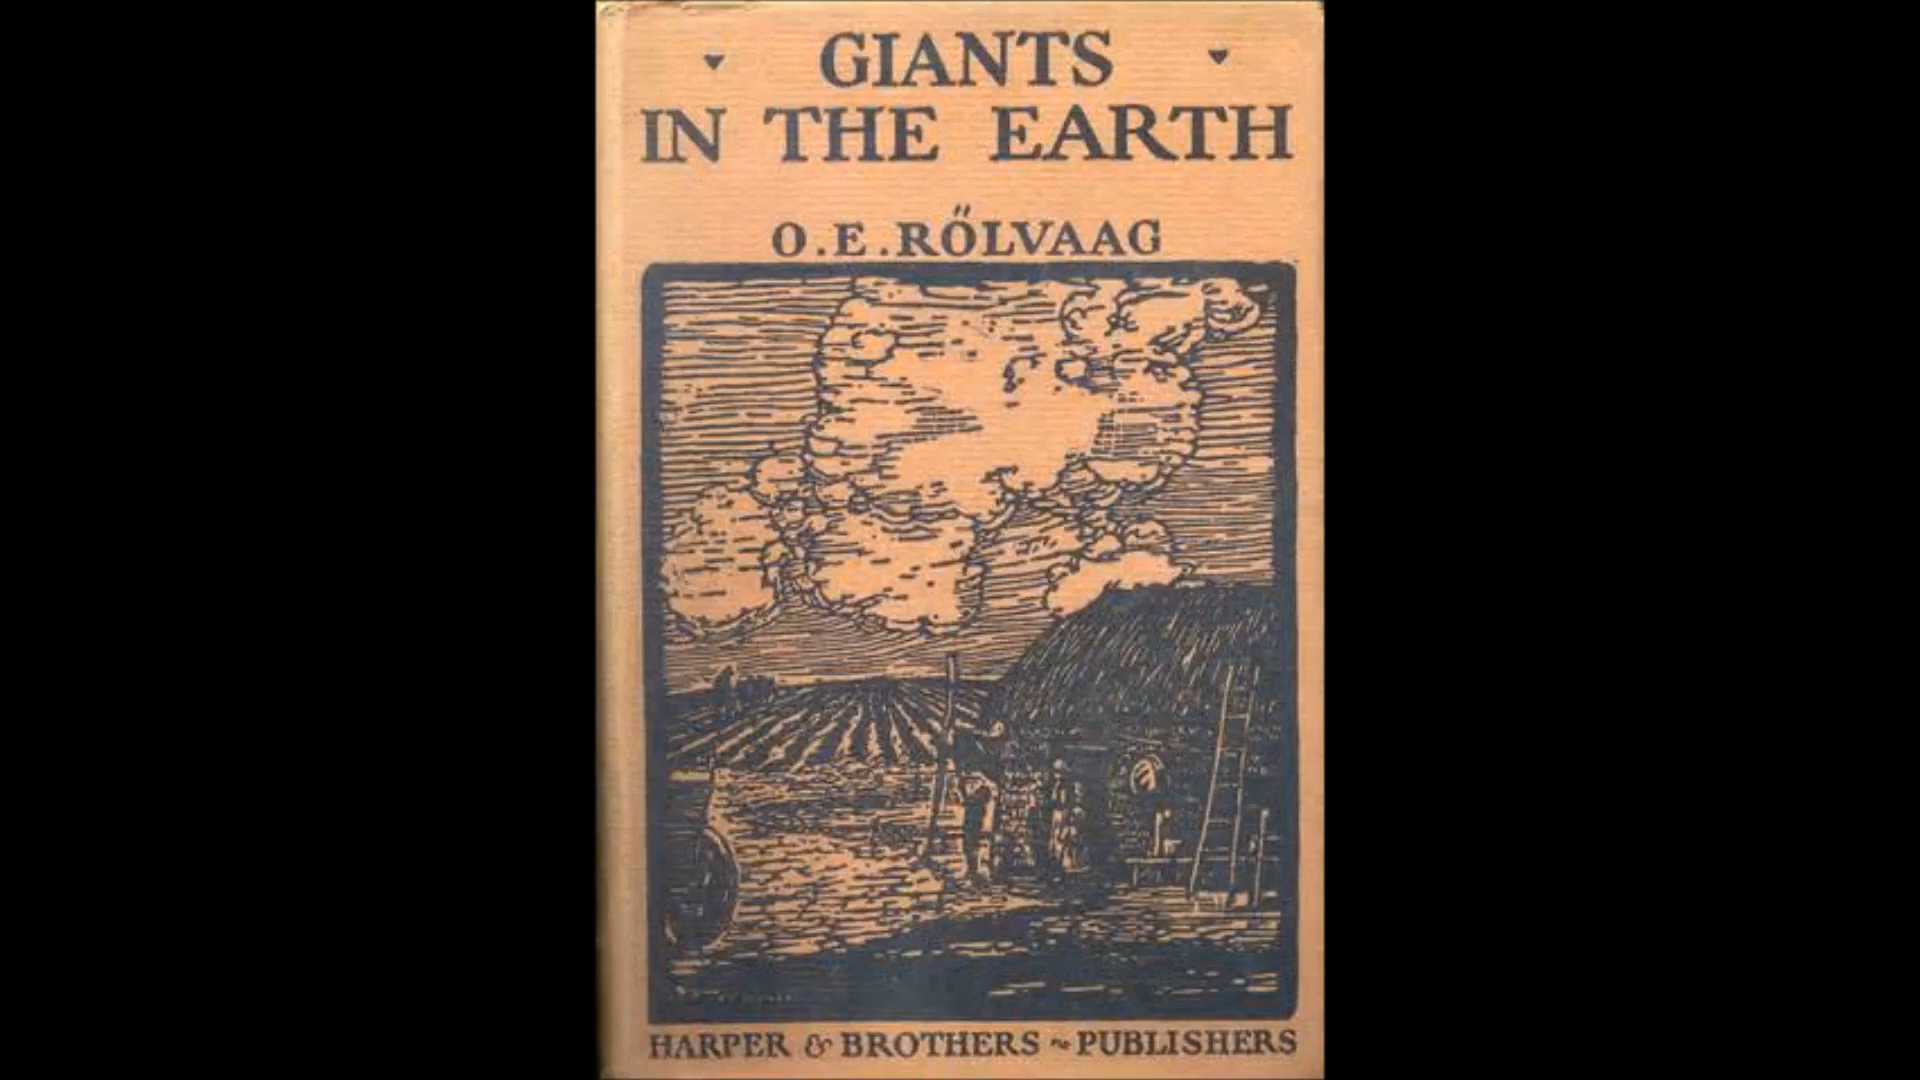 GIANTS
IN THE EARTH
O.E.RŐLVAAG
HARPER & BROTHERS ~ PUBLISHERS